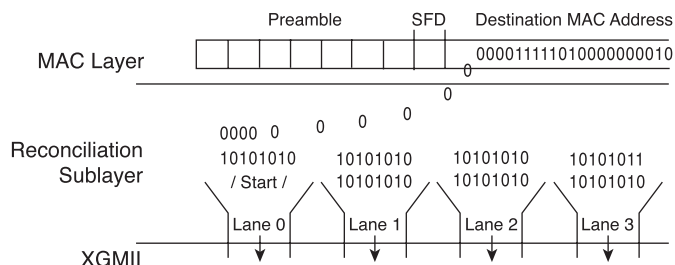 Preamble SFD Destination MAC Address
MAC Layer 0000111110100000000010
0
0
0000 0 0 0 0
Reconciliation Sublayer
10101010 10101010 10101010 10101011
/ Start / 10101010 10101010 10101010
Lane 0 Lane 1 Lane 2 Lane 3
XGMII